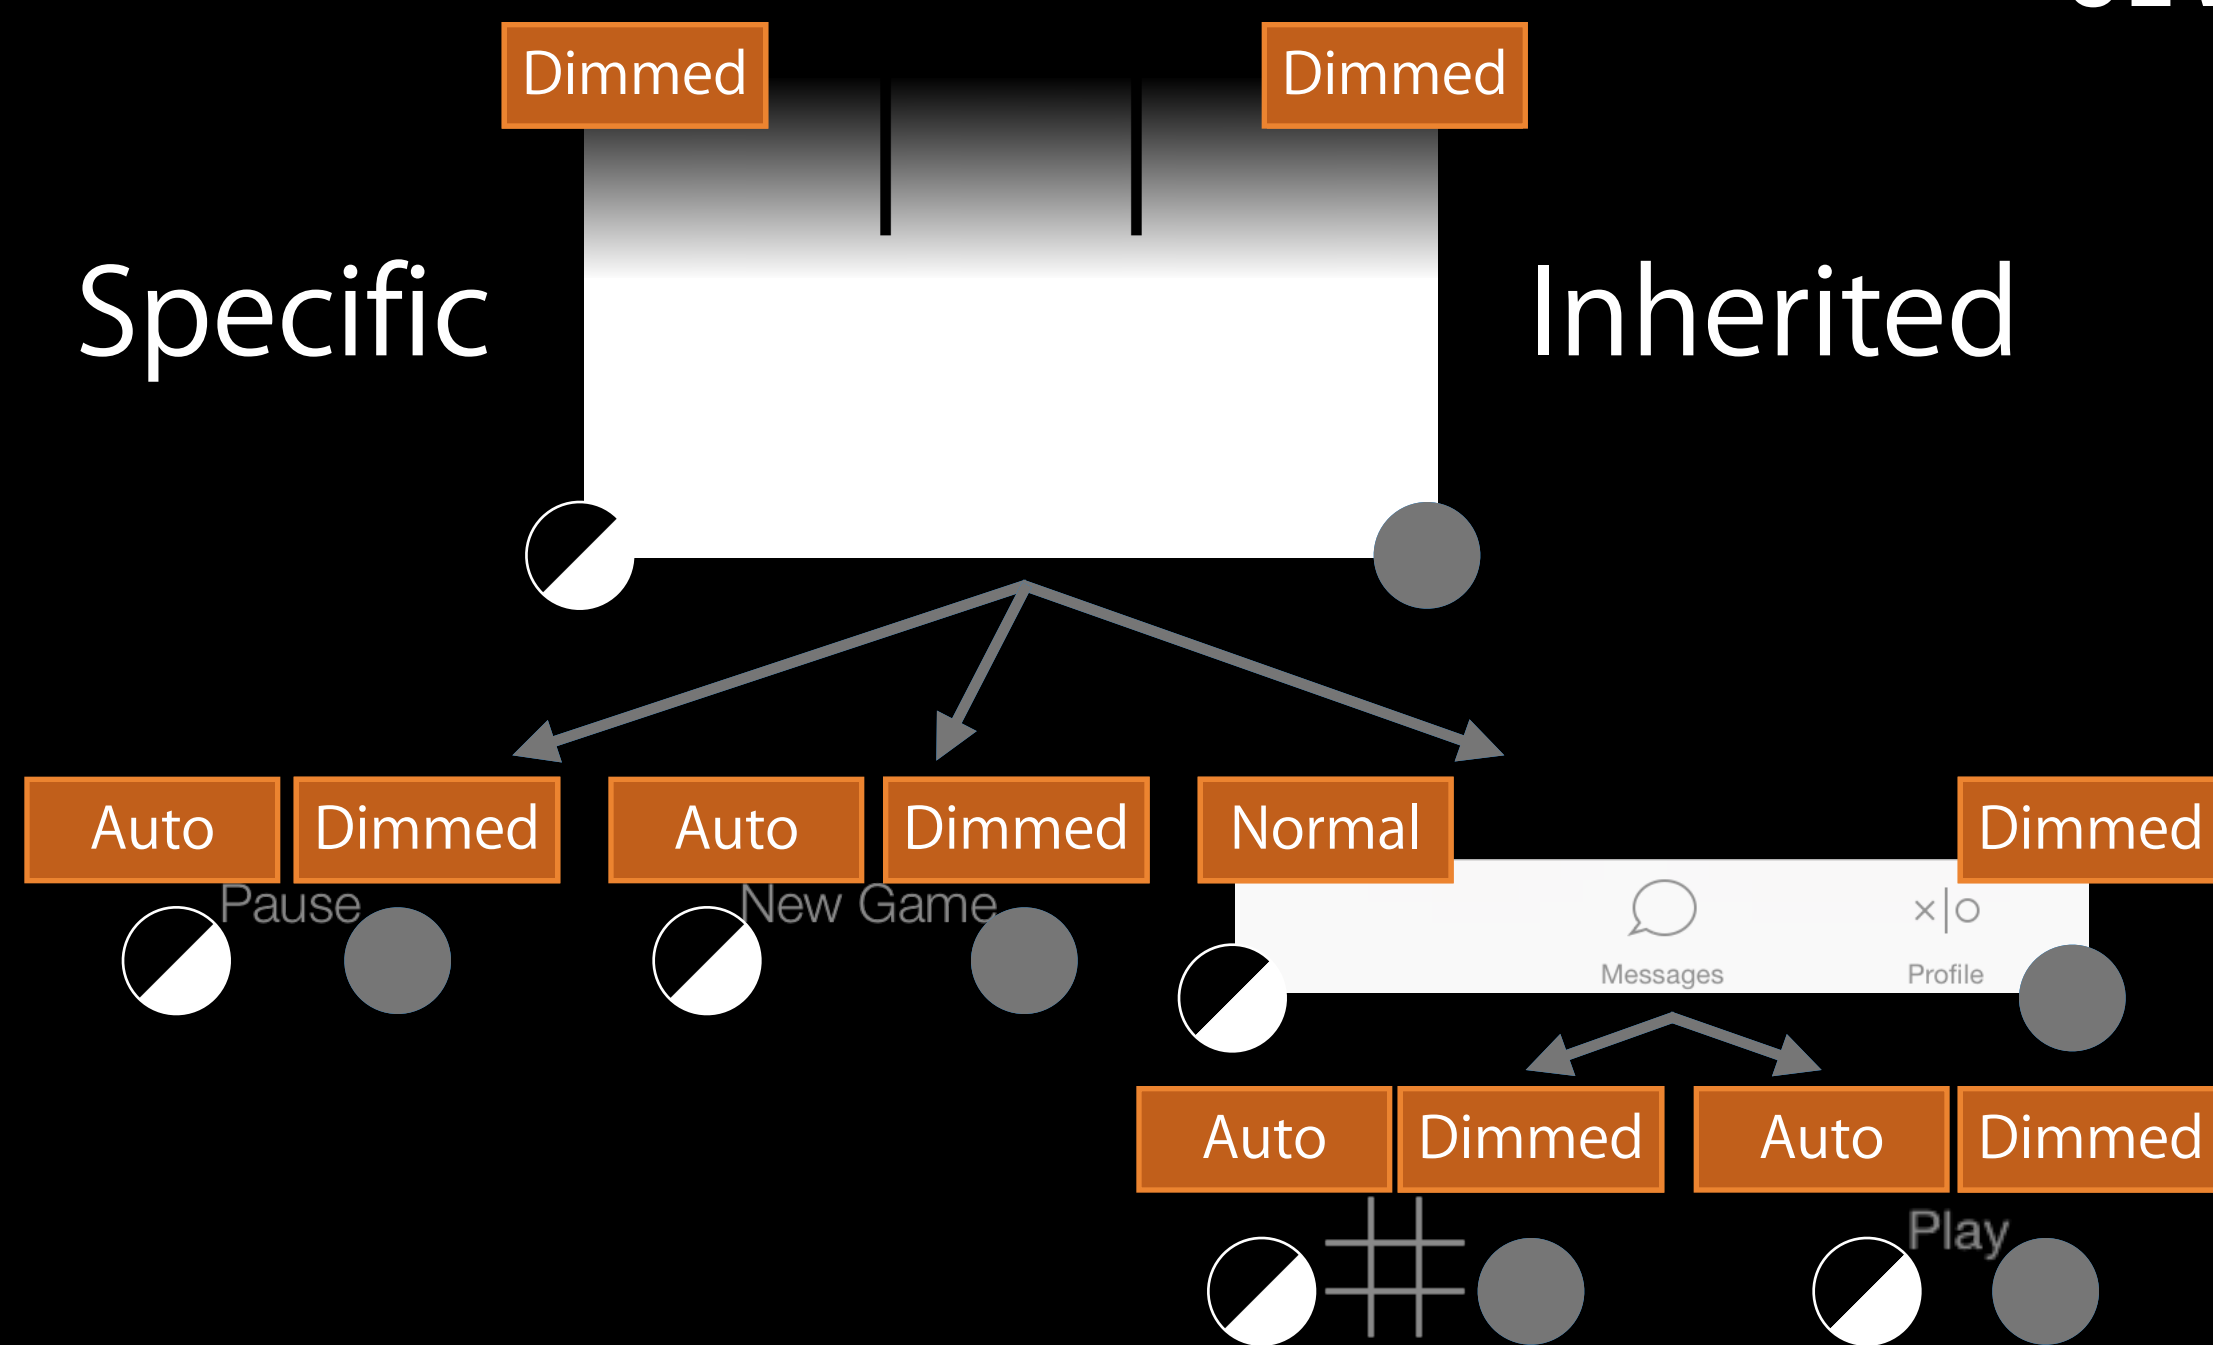 Dimmed Dimmed
Specific Inherited
Auto Dimmed Auto Dimmed Normal Dimmed
Pause New Game
Messages Profile
Auto Dimmed Auto Dimmed
Play